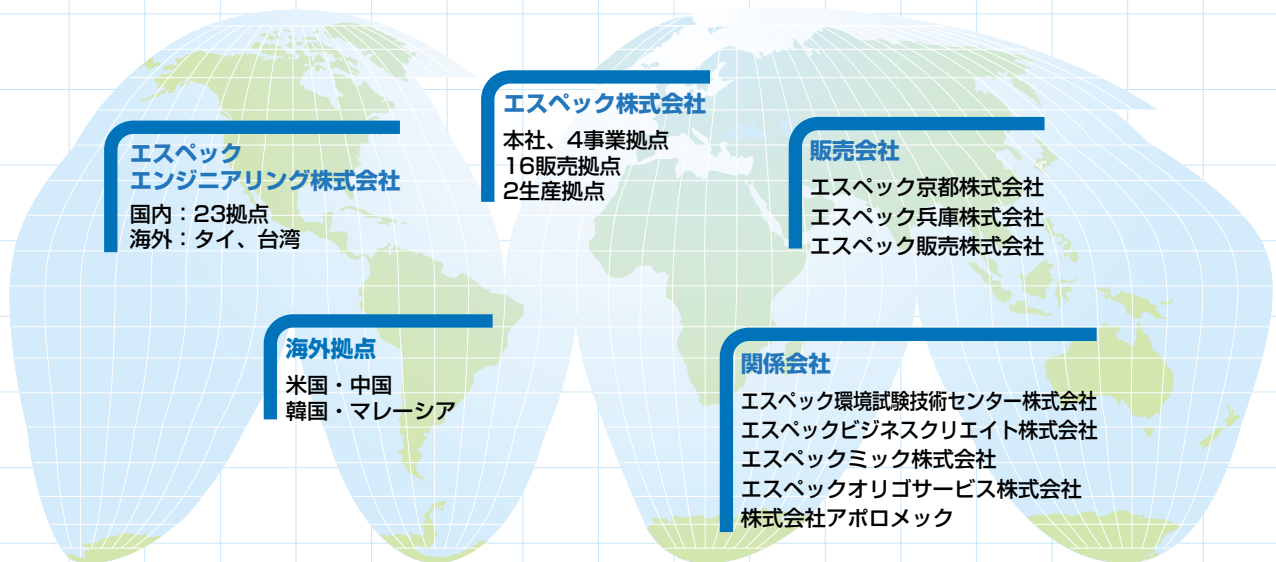 エスペック株式会社
本社、4事業拠点
16販売拠点
2生産拠点
エスペック
エンジニアリング株式会社
国内：23拠点
海外：タイ、台湾
販売会社
エスペック京都株式会社
エスペック兵庫株式会社
エスペック販売株式会社
海外拠点
米国・中国
韓国・マレーシア
関係会社
エスペック環境試験技術センター株式会社
エスペックビジネスクリエイト株式会社
エスペックミック株式会社
エスペックオリゴサービス株式会社
株式会社アポロメック